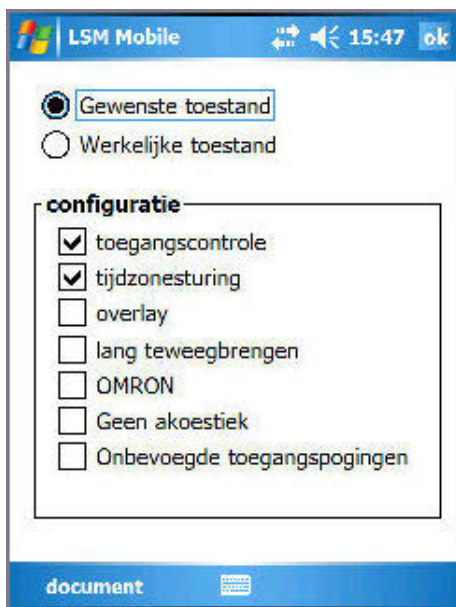 LSM Mobile 15:47 ok
Gewenste toestand
Werkelijke toestand
configuratie
toegangscontrole
tijdzonesturing
overlay
lang teweegbrengen
OMRON
Geen akoestiek
Onbevoegde toegangspogingen
document